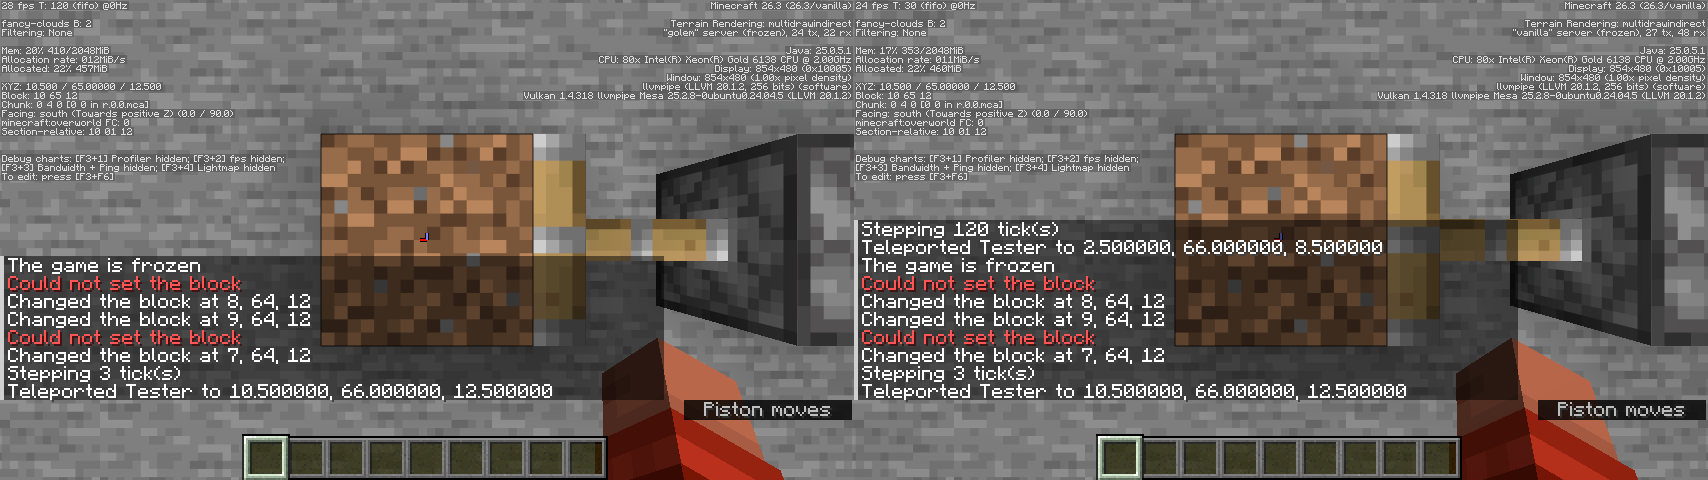 28 fps T: 120 (fifo) @0Hz
fancy-clouds B: 2
Filtering: None
Mem: 20% 410/2048MiB
Allocation rate: 012MiB/s
Allocated: 22% 457MiB
XYZ: 10.500 / 65.00000 / 12.500
Block: 10 65 12
Chunk: 0 4 0 [0 0 in r.0.0.mca]
Facing: south (Towards positive Z) (0.0 / 90.0)
minecraft:overworld FC: 0
Section-relative: 10 01 12
Debug charts: [F3+1] Profiler hidden; [F3+2] fps hidden;
[F3+3] Bandwidth + Ping hidden; [F3+4] Lightmap hidden
To edit: press [F3+F6]
Minecraft 26.3 (26.3/vanilla)
Terrain Rendering: multidrawindirect
"golem" server (frozen), 24 tx, 22 rx
Java: 25.0.5.1
CPU: 80x Intel(R) Xeon(R) Gold 6138 CPU @ 2.00GHz
Display: 854x480 (0x10005)
Window: 854x480 (1.00x pixel density)
llvmpipe (LLVM 20.1.2, 256 bits) (software)
Vulkan 1.4.318 llvmpipe Mesa 25.2.8-0ubuntu0.24.04.5 (LLVM 20.1.2)
The game is frozen
Could not set the block
Changed the block at 8, 64, 12
Changed the block at 9, 64, 12
Could not set the block
Changed the block at 7, 64, 12
Stepping 3 tick(s)
Teleported Tester to 10.500000, 66.000000, 12.500000
Piston moves
24 fps T: 30 (fifo) @0Hz
fancy-clouds B: 2
Filtering: None
Mem: 17% 353/2048MiB
Allocation rate: 011MiB/s
Allocated: 22% 460MiB
XYZ: 10.500 / 65.00000 / 12.500
Block: 10 65 12
Chunk: 0 4 0 [0 0 in r.0.0.mca]
Facing: south (Towards positive Z) (0.0 / 90.0)
minecraft:overworld FC: 0
Section-relative: 10 01 12
Debug charts: [F3+1] Profiler hidden; [F3+2] fps hidden;
[F3+3] Bandwidth + Ping hidden; [F3+4] Lightmap hidden
To edit: press [F3+F6]
Minecraft 26.3 (26.3/vanilla)
Terrain Rendering: multidrawindirect
"vanilla" server (frozen), 27 tx, 48 rx
Java: 25.0.5.1
CPU: 80x Intel(R) Xeon(R) Gold 6138 CPU @ 2.00GHz
Display: 854x480 (0x10005)
Window: 854x480 (1.00x pixel density)
llvmpipe (LLVM 20.1.2, 256 bits) (software)
Vulkan 1.4.318 llvmpipe Mesa 25.2.8-0ubuntu0.24.04.5 (LLVM 20.1.2)
Stepping 120 tick(s)
Teleported Tester to 2.500000, 66.000000, 8.500000
The game is frozen
Could not set the block
Changed the block at 8, 64, 12
Changed the block at 9, 64, 12
Could not set the block
Changed the block at 7, 64, 12
Stepping 3 tick(s)
Teleported Tester to 10.500000, 66.000000, 12.500000
Piston moves